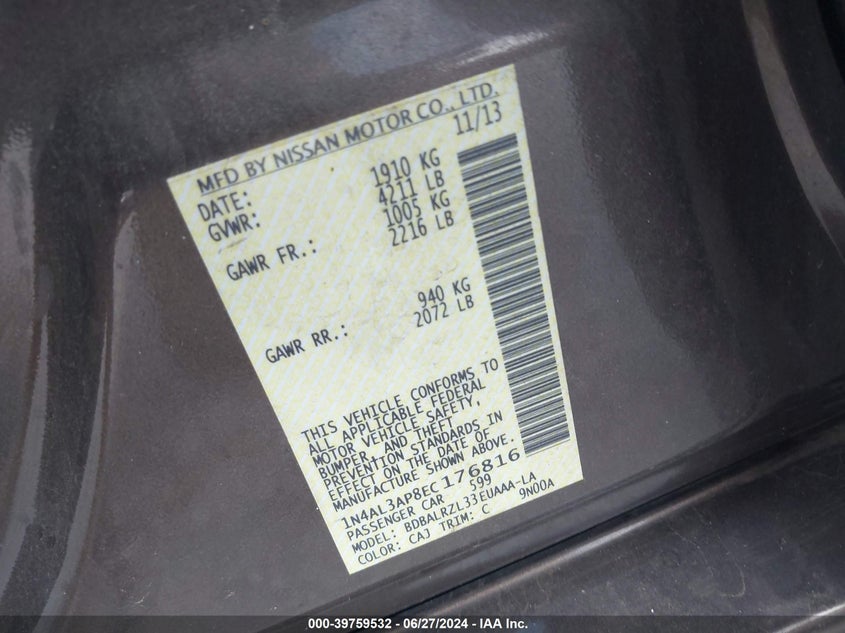 MFD BY NISSAN MOTOR CO., LTD.
DATE: 11/13
GVWR: 1910 KG
4211 LB
GAWR FR.: 1005 KG
2216 LB
GAWR RR.: 940 KG
2072 LB
THIS VEHICLE CONFORMS TO
ALL APPLICABLE FEDERAL
MOTOR VEHICLE SAFETY,
BUMPER, AND THEFT
PREVENTION STANDARDS IN
EFFECT ON THE DATE OF
MANUFACTURE SHOWN ABOVE.
1N4AL3AP8EC176816
PASSENGER CAR 599
MODEL: BDBALRZL33EUAAA-LA
COLOR: CAJ TRIM: C 9N00A
000-39759532 - 06/27/2024 - IAA Inc.